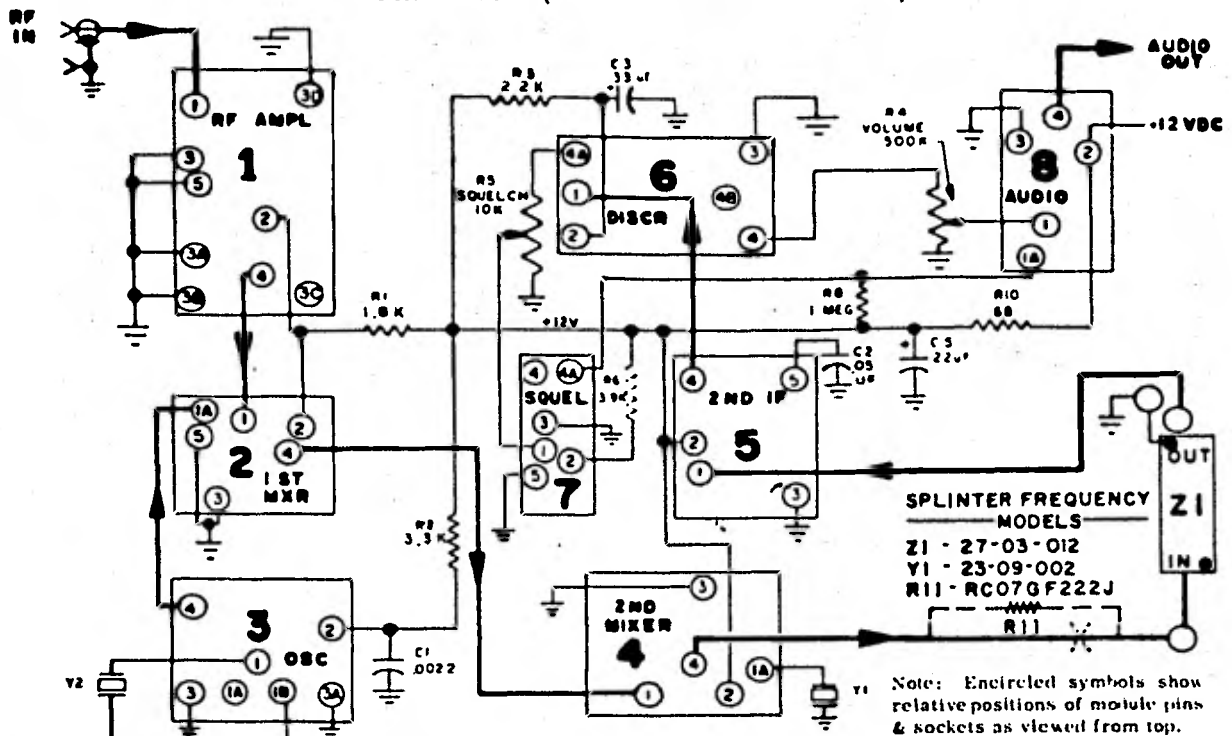 RF
IN
1
3D
RF AMPL
3
1
5
2
3A
4
3B
3C
R3
2.2K
C3
33 uF
+
R5
SQUELCH
10K
4A
3
6
1
4B
DISCR
2
4
R4
VOLUME
500K
AUDIO
OUT
4
+12 VDC
3
2
8
AUDIO
1
1A
R1
1.8K
+12V
R8
1 MEG
R10
68
+
C5
22uF
1A
1
2
5
2
4
1 ST
MXR
3
4
4A
SQUEL
3
1
2
5
7
R6
3.9K
4
5
2ND IF
2
5
1
3
C2
.05
uF
OUT
Z1
IN
SPLINTER FREQUENCY
MODELS
Z1 - 27-03-012
Y1 - 23-09-002
R11 - RC07GF222J
R11
R2
3.3K
4
3
2
1
OSC
3
1A
1B
3A
Y2
C1
.0022
3
2ND
MIXER
4
4
1A
1
2
Y1
Note: Encircled symbols show
relative positions of module pins
& sockets as viewed from top.